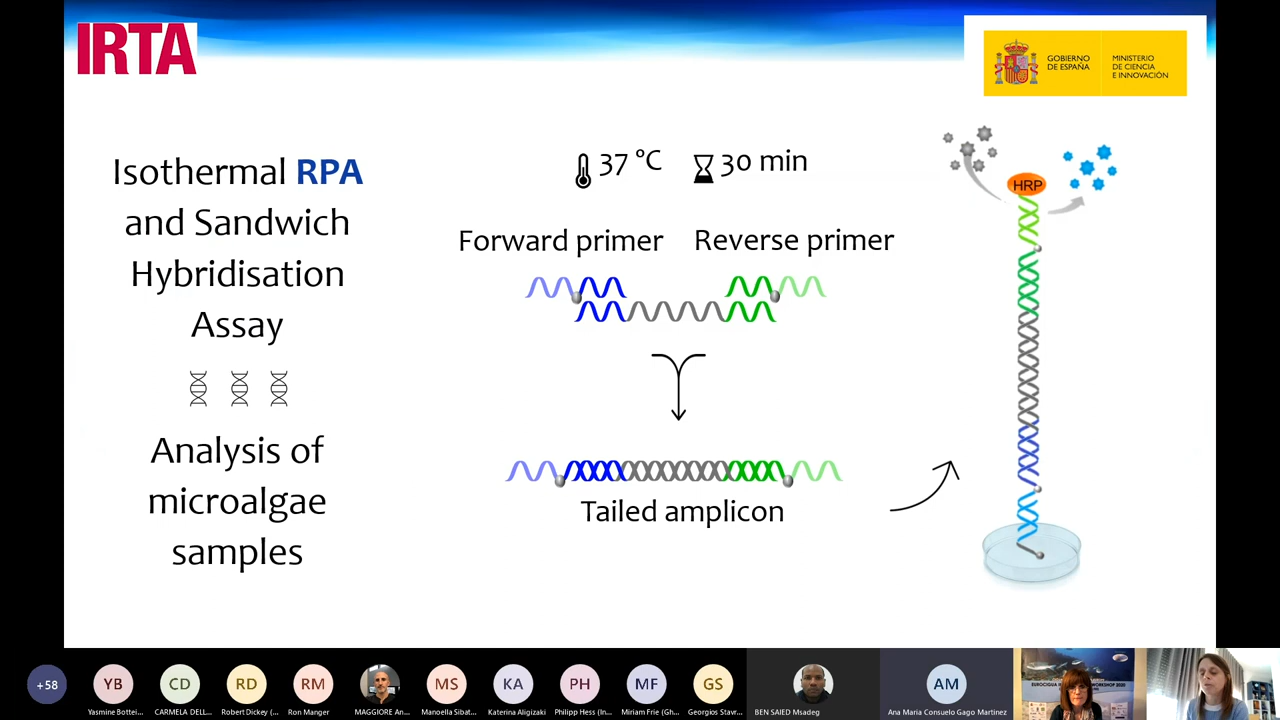 IRTA
GOBIERNO
DE ESPAÑA
MINISTERIO
DE CIENCIA
E INNOVACIÓN
Isothermal RPA
and Sandwich
Hybridisation
Assay
Analysis of
microalgae
samples
37 °C
30 min
Forward primer
Reverse primer
Tailed amplicon
HRP
+58
YB
CD
RD
RM
MS
KA
PH
MF
GS
AM
Yasmine Bottei...
CARMELA DELL...
Robert Dickey (...
Ron Manger
MAGGIORE An...
Manoella Sibat...
Katerina Aligizaki
Philipp Hess (In...
Miriam Frie (Gh...
Georgios Stavr...
BEN SAIED Msadeg
Ana Maria Consuelo Gago Martinez